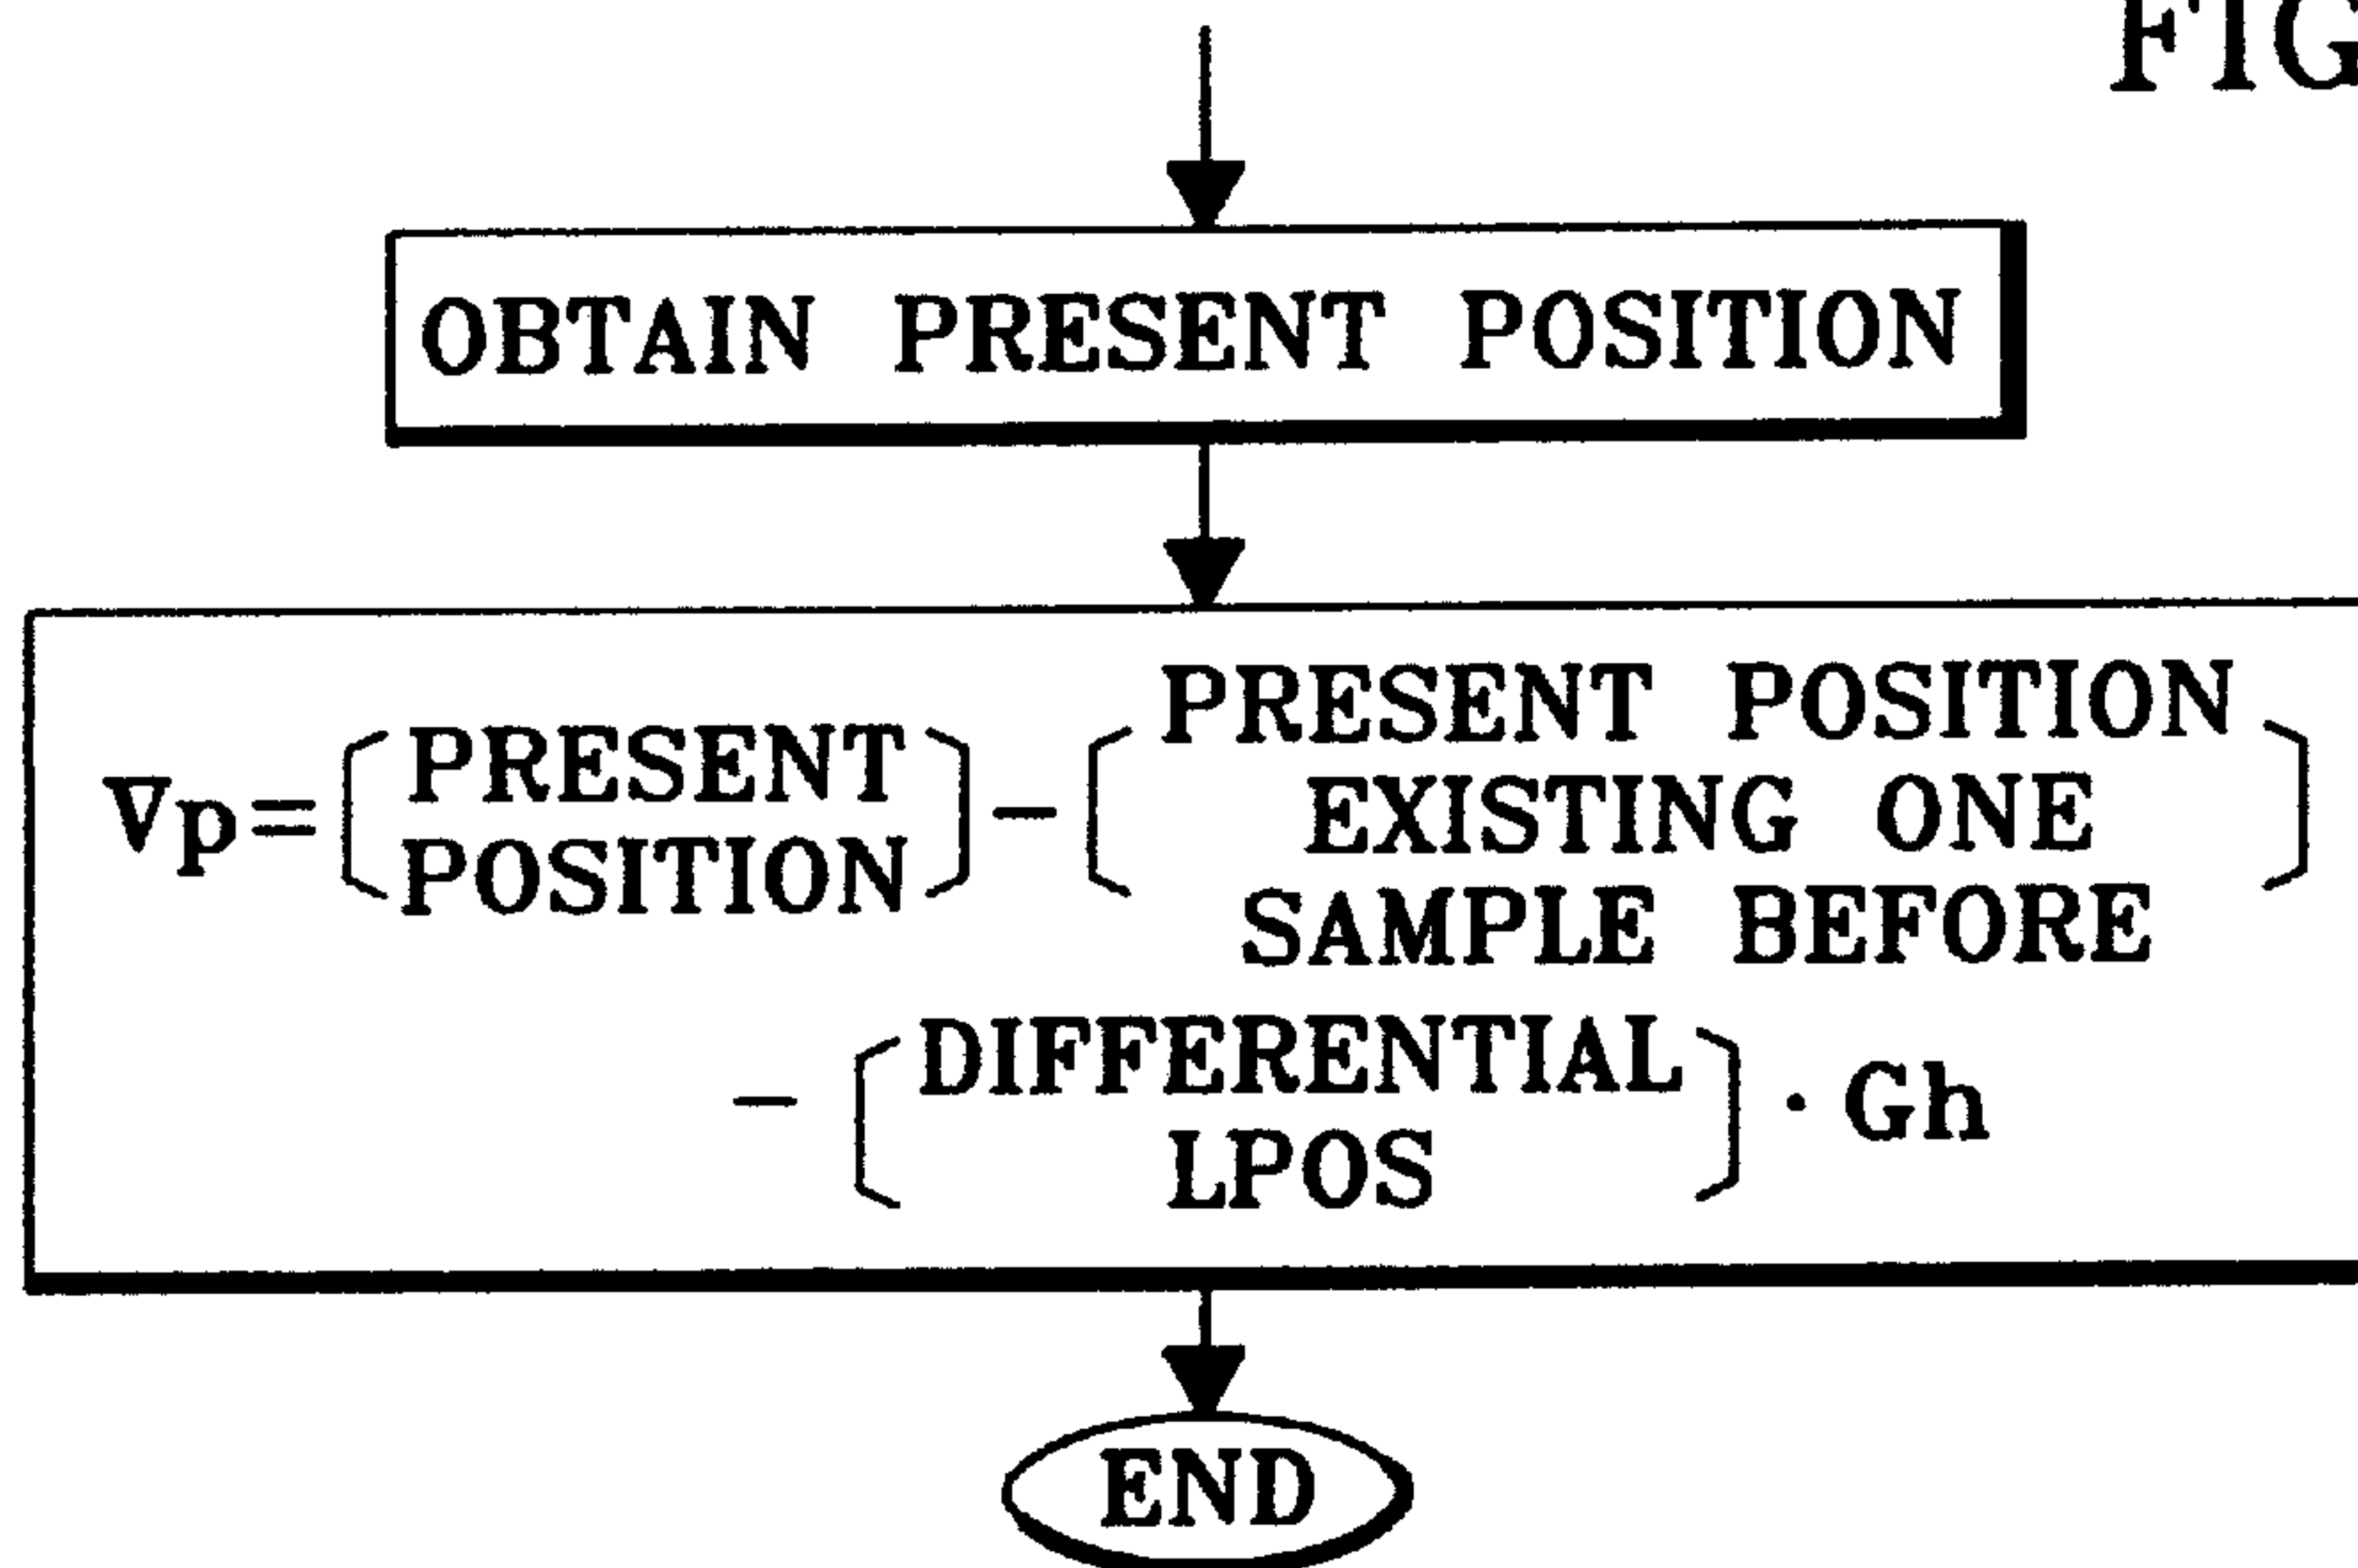 FIG
OBTAIN PRESENT POSITION
Vp=[PRESENT POSITION]-[PRESENT POSITION EXISTING ONE SAMPLE BEFORE]
-[DIFFERENTIAL LPOS]·Gh
END